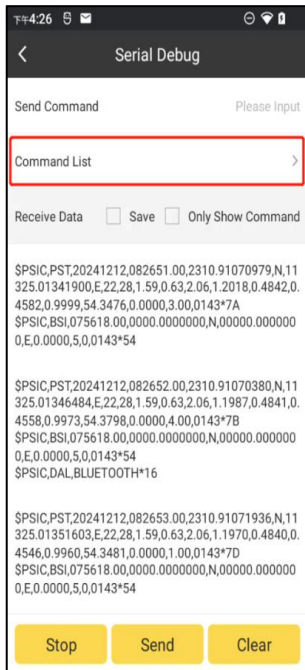 下午4:26
Serial Debug
Send Command Please Input
Command List
Receive Data Save Only Show Command
$PSIC,PST,20241212,082651.00,2310.91070979,N,11
325.01341900,E,22,28,1.59,0.63,2.06,1.2018,0.4842,0.
4582,0.9999,54.3476,0.0000,3.00,0143*7A
$PSIC,BSI,075618.00,0000.0000000,N,00000.000000
0,E,0.0000,5,0,0143*54
$PSIC,PST,20241212,082652.00,2310.91070380,N,11
325.01346484,E,22,28,1.59,0.63,2.06,1.1987,0.4841,0.
4558,0.9973,54.3798,0.0000,4.00,0143*7B
$PSIC,BSI,075618.00,0000.0000000,N,00000.000000
0,E,0.0000,5,0,0143*54
$PSIC,DAL,BLUETOOTH*16
$PSIC,PST,20241212,082653.00,2310.91071936,N,11
325.01351603,E,22,28,1.59,0.63,2.06,1.1970,0.4840,0.
4546,0.9960,54.3481,0.0000,1.00,0143*7D
$PSIC,BSI,075618.00,0000.0000000,N,00000.000000
0,E,0.0000,5,0,0143*54
Stop Send Clear